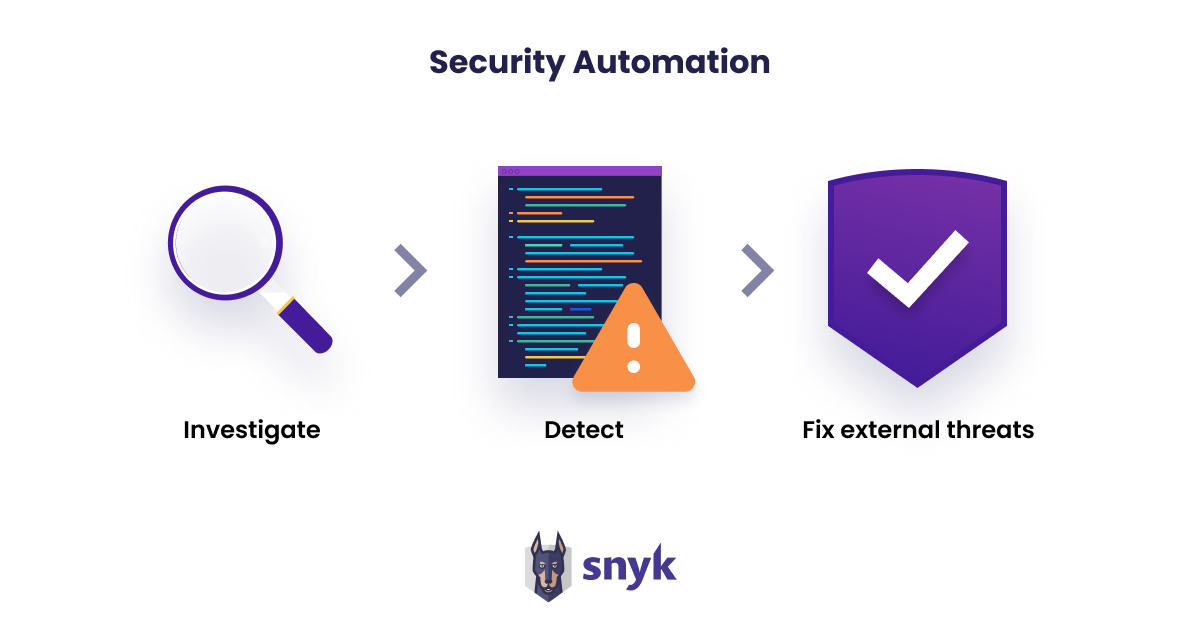 Security Automation
Investigate
Detect
Fix external threats
snyk